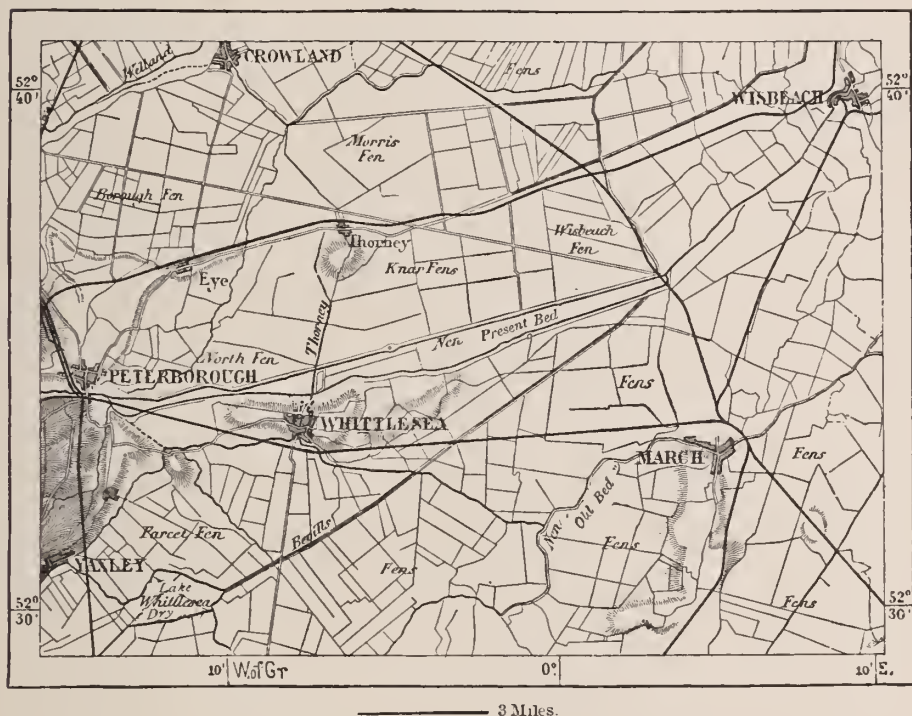 Welland
CROWLAND
Fens
52°
40'
52°
40'
WISBEACH
Morris
Fen
Borough Fen
Thorney
Wisbeach
Fen
Eye
Knar Fens
Thorney
Nen Present Bed
North Fen
PETERBOROUGH
Fens
WHITTLESEA
MARCH
Fens
Nen Old Bed
Farcet Fen
Begills
Fens
Fens
YAXLEY
Lake
Whittlesea
Dry
52°
30'
Fens
52°
30'
10' W. of Gr
0°
10' E.
3 Miles.